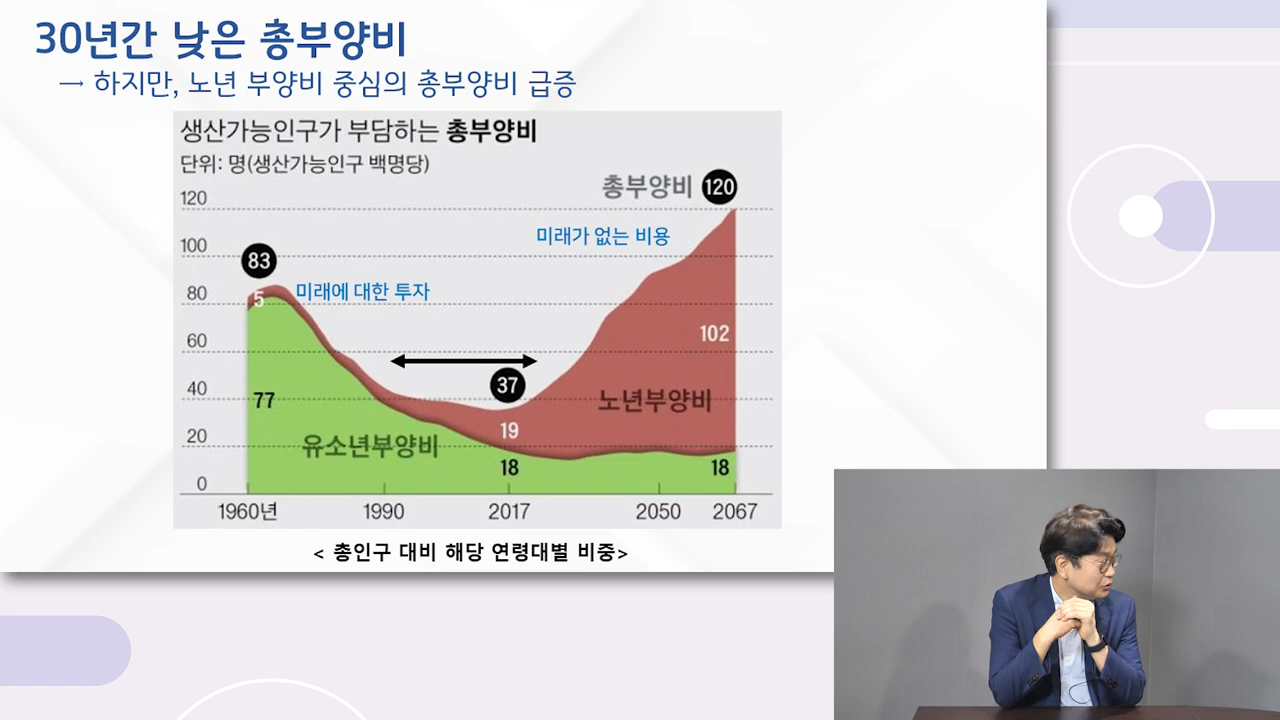 30년간 낮은 총부양비
→ 하지만, 노년 부양비 중심의 총부양비 급증
생산가능인구가 부담하는 총부양비
단위: 명(생산가능인구 백명당)
총부양비 120
120
미래가 없는 비용
100
83
80
5
미래에 대한 투자
102
60
37
40
77
노년부양비
19
20
유소년부양비
18
18
0
1960년
1990
2017
2050
2067
< 총인구 대비 해당 연령대별 비중>